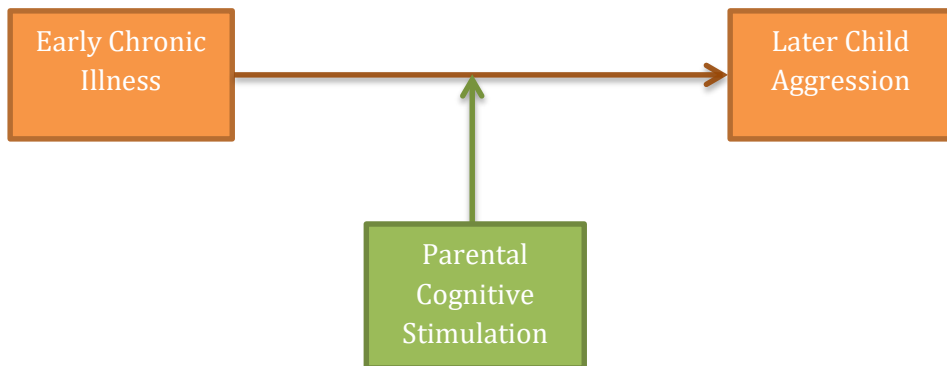 Early Chronic
Illness
Later Child
Aggression
Parental
Cognitive
Stimulation